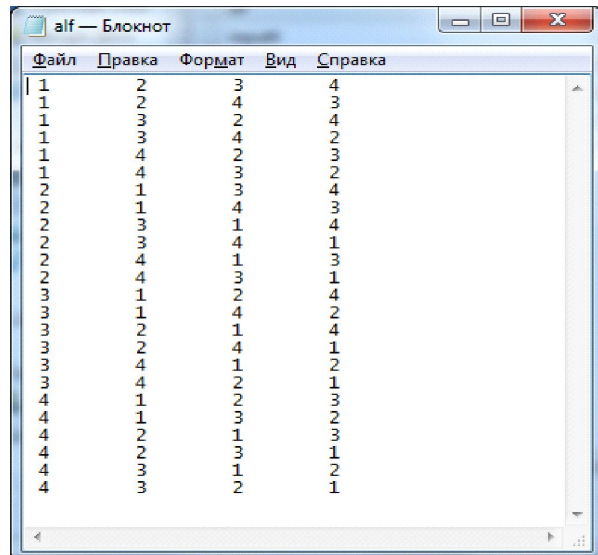 alf — Блокнот
Файл Правка Формат Вид Справка
1 2 3 4
1 2 4 3
1 3 2 4
1 3 4 2
1 4 2 3
1 4 3 2
2 1 3 4
2 1 4 3
2 3 1 4
2 3 4 1
2 4 1 3
2 4 3 1
3 1 2 4
3 1 4 2
3 2 1 4
3 2 4 1
3 4 1 2
3 4 2 1
4 1 2 3
4 1 3 2
4 2 1 3
4 2 3 1
4 3 1 2
4 3 2 1